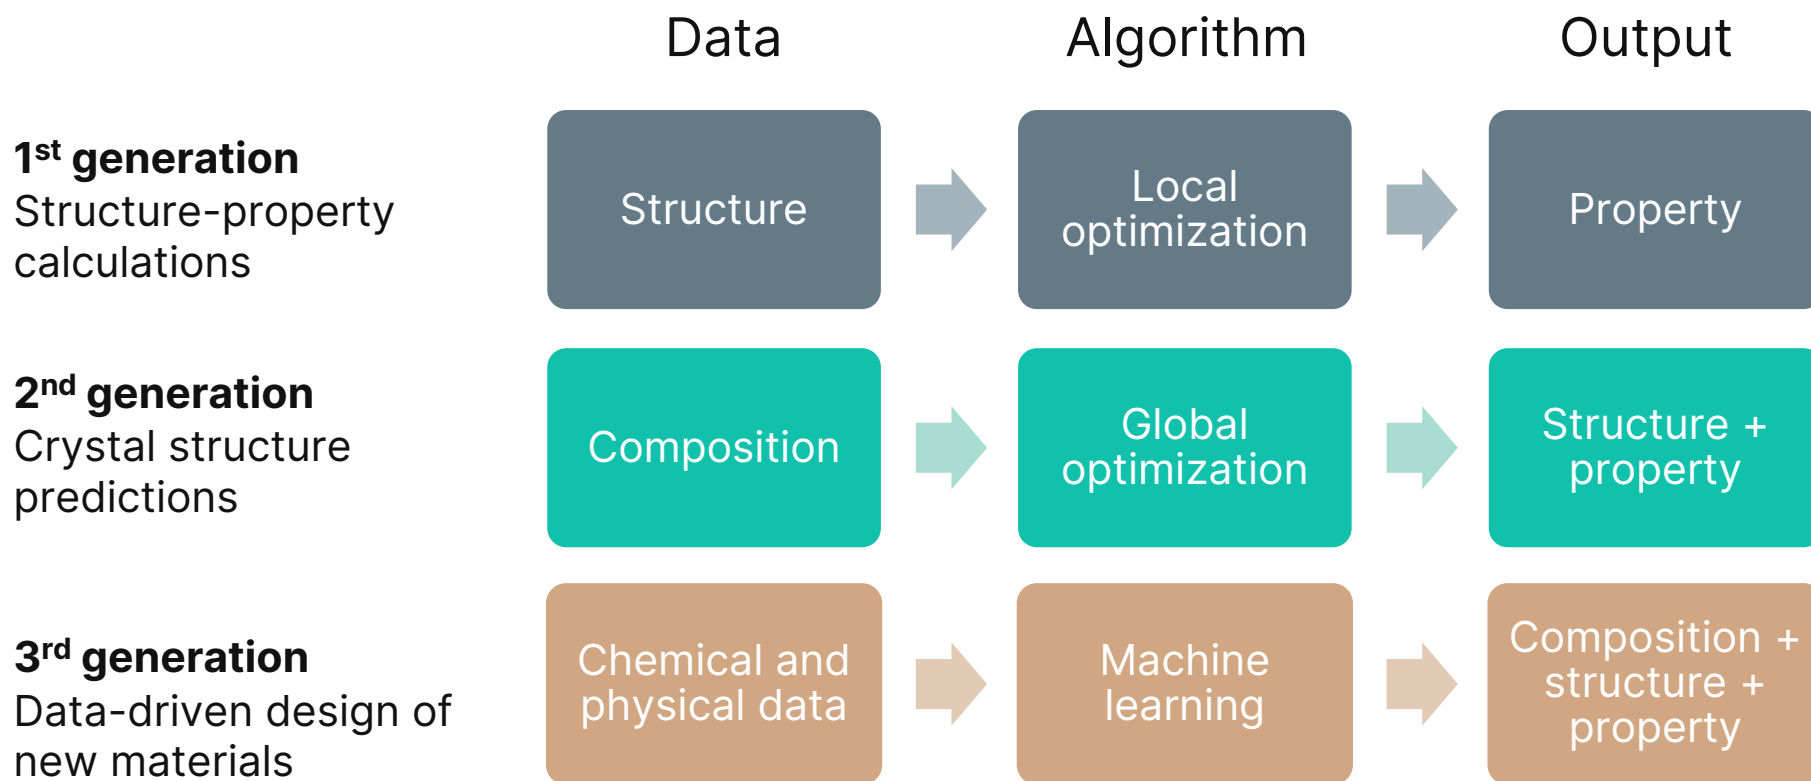 Data
Algorithm
Output
1st generation
Structure-property
calculations
Structure
Local
optimization
Property
2nd generation
Crystal structure
predictions
Composition
Global
optimization
Structure +
property
3rd generation
Data-driven design of
new materials
Chemical and
physical data
Machine
learning
Composition +
structure +
property